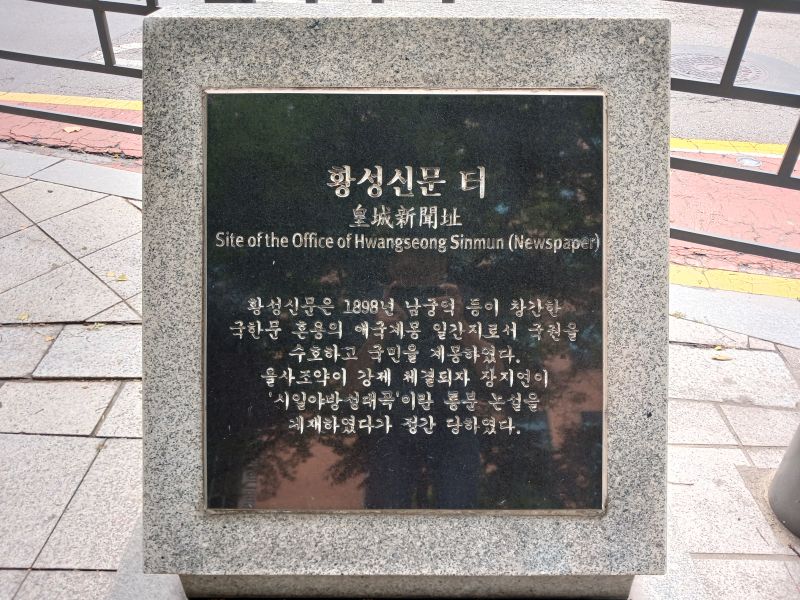 황성신문 터
皇城新聞址
Site of the Office of Hwangseong Sinmun (Newspaper)
황성신문은 1898년 남궁억 등이 창간한
국한문 혼용의 애국계몽 일간지로서 국권을
수호하고 국민을 계몽하였다.
을사조약이 강제 체결되자 장지연이
'시일야방성대곡'이란 통분 논설을
게재하였다가 정간 당하였다.